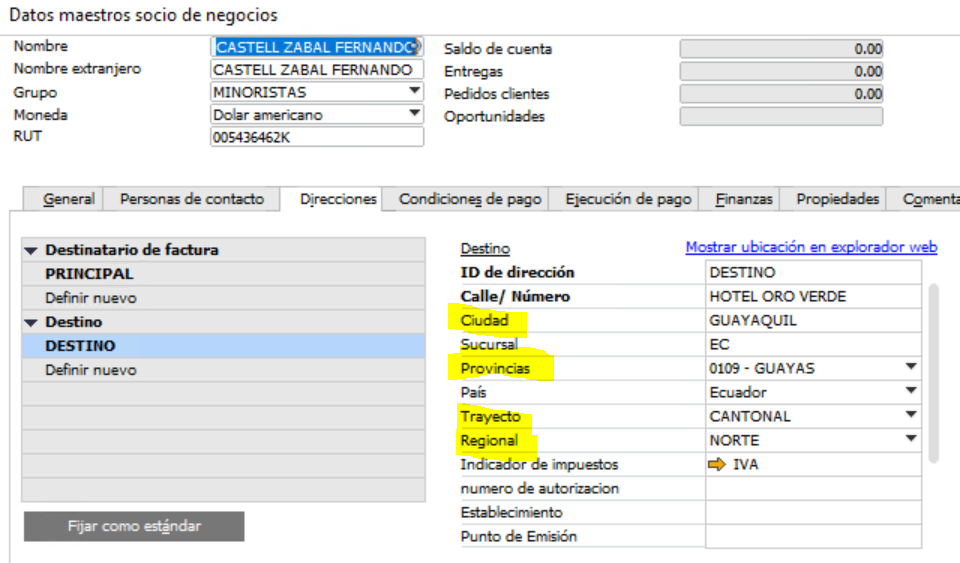 Datos maestros socio de negocios
Nombre CASTELL ZABAL FERNANDO Saldo de cuenta 0.00
Nombre extranjero CASTELL ZABAL FERNANDO Entregas 0.00
Grupo MINORISTAS Pedidos clientes 0.00
Moneda Dolar americano Oportunidades
RUT 005436462K
General Personas de contacto Direcciones Condiciones de pago Ejecución de pago Finanzas Propiedades Comenta
Destinatario de factura
PRINCIPAL
Definir nuevo
Destino
DESTINO
Definir nuevo
Fijar como estándar
Destino Mostrar ubicación en explorador web
ID de dirección DESTINO
Calle/ Número HOTEL ORO VERDE
Ciudad GUAYAQUIL
Sucursal EC
Provincias 0109 - GUAYAS
País Ecuador
Trayecto CANTONAL
Regional NORTE
Indicador de impuestos IVA
numero de autorizacion
Establecimiento
Punto de Emisión